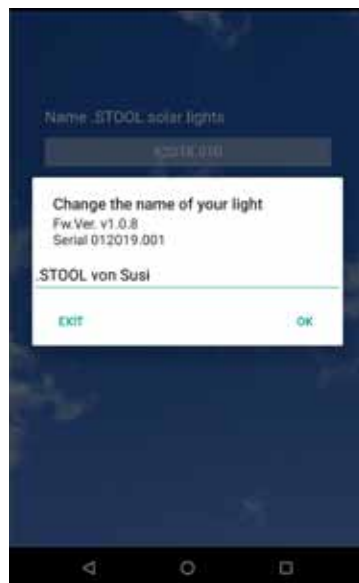 Name .STOOL solar lights
Change the name of your light
Fw.Ver. v1.0.8
Serial 012019.001
.STOOL von Susi
EXIT OK